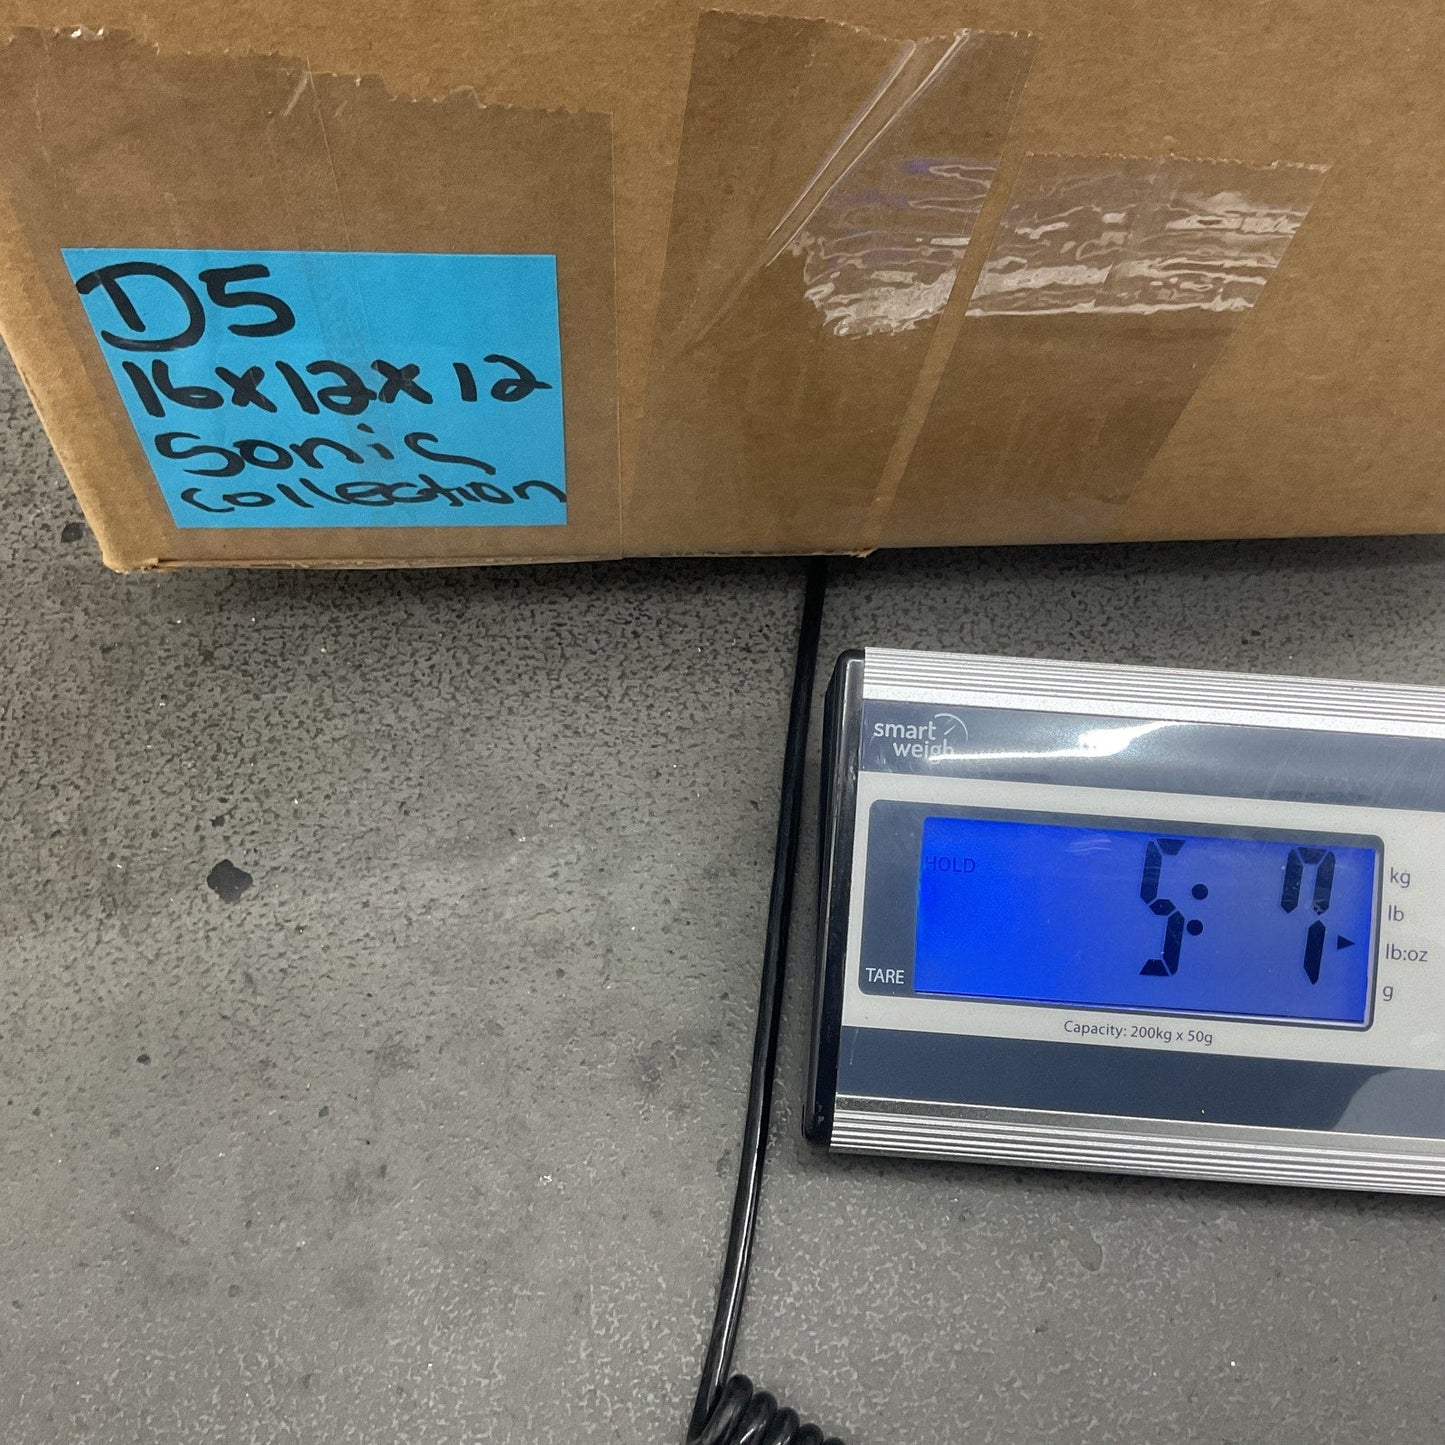 D5
16x12x12
Sonic
collection
smart
weigh
HOLD
5: 7
kg
lb
lb:oz
g
TARE
Capacity: 200kg x 50g